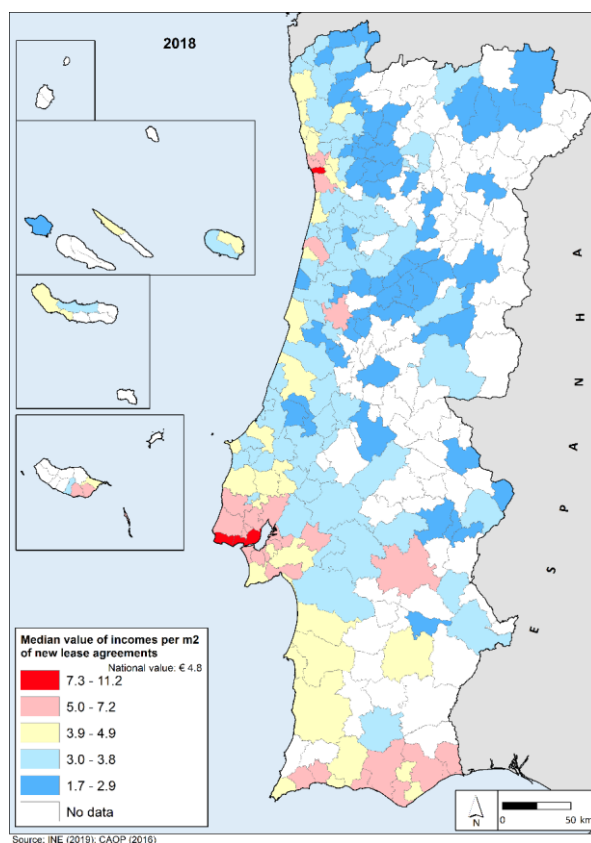 2018
E S P A N H A
Median value of incomes per m2
of new lease agreements
National value: € 4.8
7.3 - 11.2
5.0 - 7.2
3.9 - 4.9
3.0 - 3.8
1.7 - 2.9
No data
N
0 50 km
Source: INE (2019); CAOP (2016)